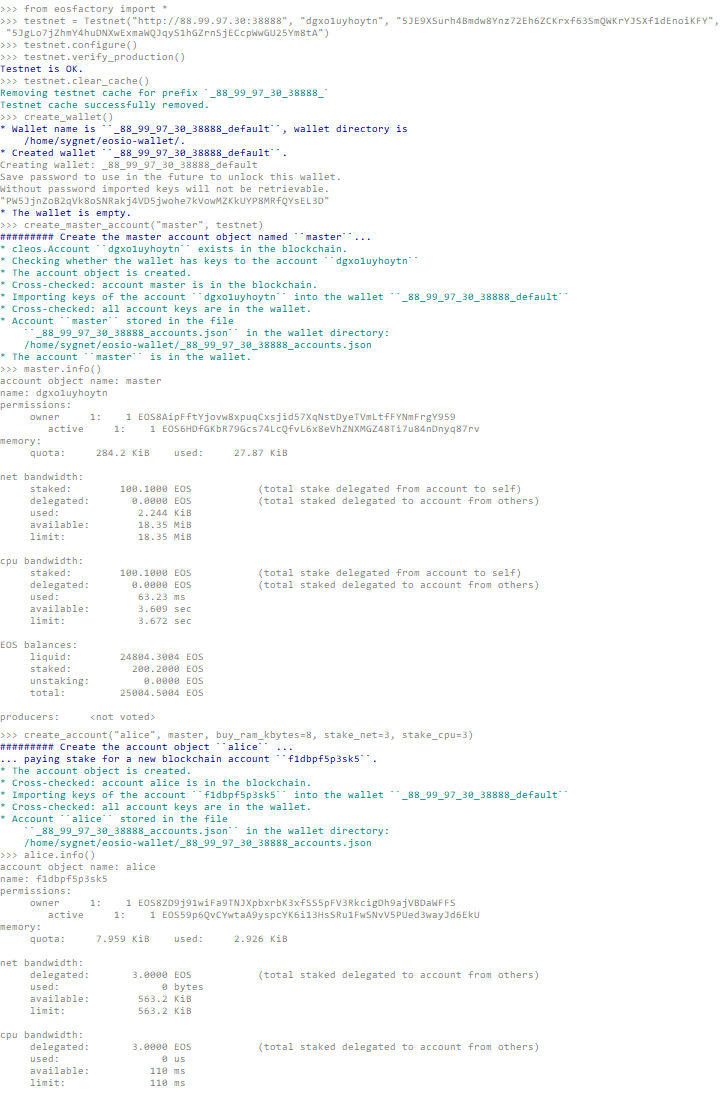 >>> from eosfactory import *
>>> testnet = Testnet("http://88.99.97.30:38888", "dgxo1uyhoytn", "5JE9XSurh4Bmdw8Ynz72Eh6ZCKrxf63SmQWKrYJSXf1dEnoiKFY",
 "5JgLo7jZhmY4huDNXwExmaWQJqyS1hGZrnSjECcpWwGU25Ym8tA")
>>> testnet.configure()
>>> testnet.verify_production()
Testnet is OK.
>>> testnet.clear_cache()
Removing testnet cache for prefix `_88_99_97_30_38888_`
Testnet cache successfully removed.
>>> create_wallet()
* Wallet name is ``_88_99_97_30_38888_default``, wallet directory is
    /home/sygnet/eosio-wallet/.
* Created wallet ``_88_99_97_30_38888_default``.
Creating wallet: _88_99_97_30_38888_default
Save password to use in the future to unlock this wallet.
Without password imported keys will not be retrievable.
"PW5JjnZoB2qVk8oSNRakj4VD5jwohe7kVowMZKkUYP8MRfQYsEL3D"
* The wallet is empty.
>>> create_master_account("master", testnet)
######### Create the master account object named ``master``...
* cleos.Account ``dgxo1uyhoytn`` exists in the blockchain.
* Checking whether the wallet has keys to the account ``dgxo1uyhoytn``
* The account object is created.
* Cross-checked: account master is in the blockchain.
* Importing keys of the account ``dgxo1uyhoytn`` into the wallet ``_88_99_97_30_38888_default``
* Cross-checked: all account keys are in the wallet.
* Account ``master`` stored in the file
    ``_88_99_97_30_38888_accounts.json`` in the wallet directory:
    /home/sygnet/eosio-wallet/_88_99_97_30_38888_accounts.json
* The account ``master`` is in the wallet.
>>> master.info()
account object name: master
name: dgxo1uyhoytn
permissions:
     owner     1:    1 EOS8AipFftYjovw8xpuqCxsjid57XqNstDyeTVmLtfFYNmFrgY959
        active     1:    1 EOS6HDfGKbR79Gcs74LcQfvL6x8eVhZNXMGZ48Ti7u84nDnyq87rv
memory:
     quota:     284.2 KiB    used:     27.87 KiB

net bandwidth:
     staked:        100.1000 EOS           (total stake delegated from account to self)
     delegated:       0.0000 EOS           (total staked delegated to account from others)
     used:             2.244 KiB
     available:        18.35 MiB
     limit:            18.35 MiB

cpu bandwidth:
     staked:        100.1000 EOS           (total stake delegated from account to self)
     delegated:       0.0000 EOS           (total staked delegated to account from others)
     used:             63.23 ms
     available:        3.609 sec
     limit:            3.672 sec

EOS balances:
     liquid:        24804.3004 EOS
     staked:          200.2000 EOS
     unstaking:         0.0000 EOS
     total:         25004.5004 EOS

producers:     <not voted>
>>> create_account("alice", master, buy_ram_kbytes=8, stake_net=3, stake_cpu=3)
######### Create the account object ``alice`` ...
... paying stake for a new blockchain account ``f1dbpf5p3sk5``.
* The account object is created.
* Cross-checked: account alice is in the blockchain.
* Importing keys of the account ``f1dbpf5p3sk5`` into the wallet ``_88_99_97_30_38888_default``
* Cross-checked: all account keys are in the wallet.
* Account ``alice`` stored in the file
    ``_88_99_97_30_38888_accounts.json`` in the wallet directory:
    /home/sygnet/eosio-wallet/_88_99_97_30_38888_accounts.json
>>> alice.info()
account object name: alice
name: f1dbpf5p3sk5
permissions:
     owner     1:    1 EOS8ZD9j91wiFa9TNJXpbxrbK3xfSS5pFV3RkcigDh9ajVBDaWFFS
        active     1:    1 EOS59p6QvCYwtaA9yspcYK6i13HsSRu1FwSNvV5PUed3wayJd6EkU
memory:
     quota:     7.959 KiB    used:     2.926 KiB

net bandwidth:
     delegated:       3.0000 EOS           (total staked delegated to account from others)
     used:                 0 bytes
     available:        563.2 KiB
     limit:            563.2 KiB

cpu bandwidth:
     delegated:       3.0000 EOS           (total staked delegated to account from others)
     used:                 0 us
     available:          110 ms
     limit:              110 ms